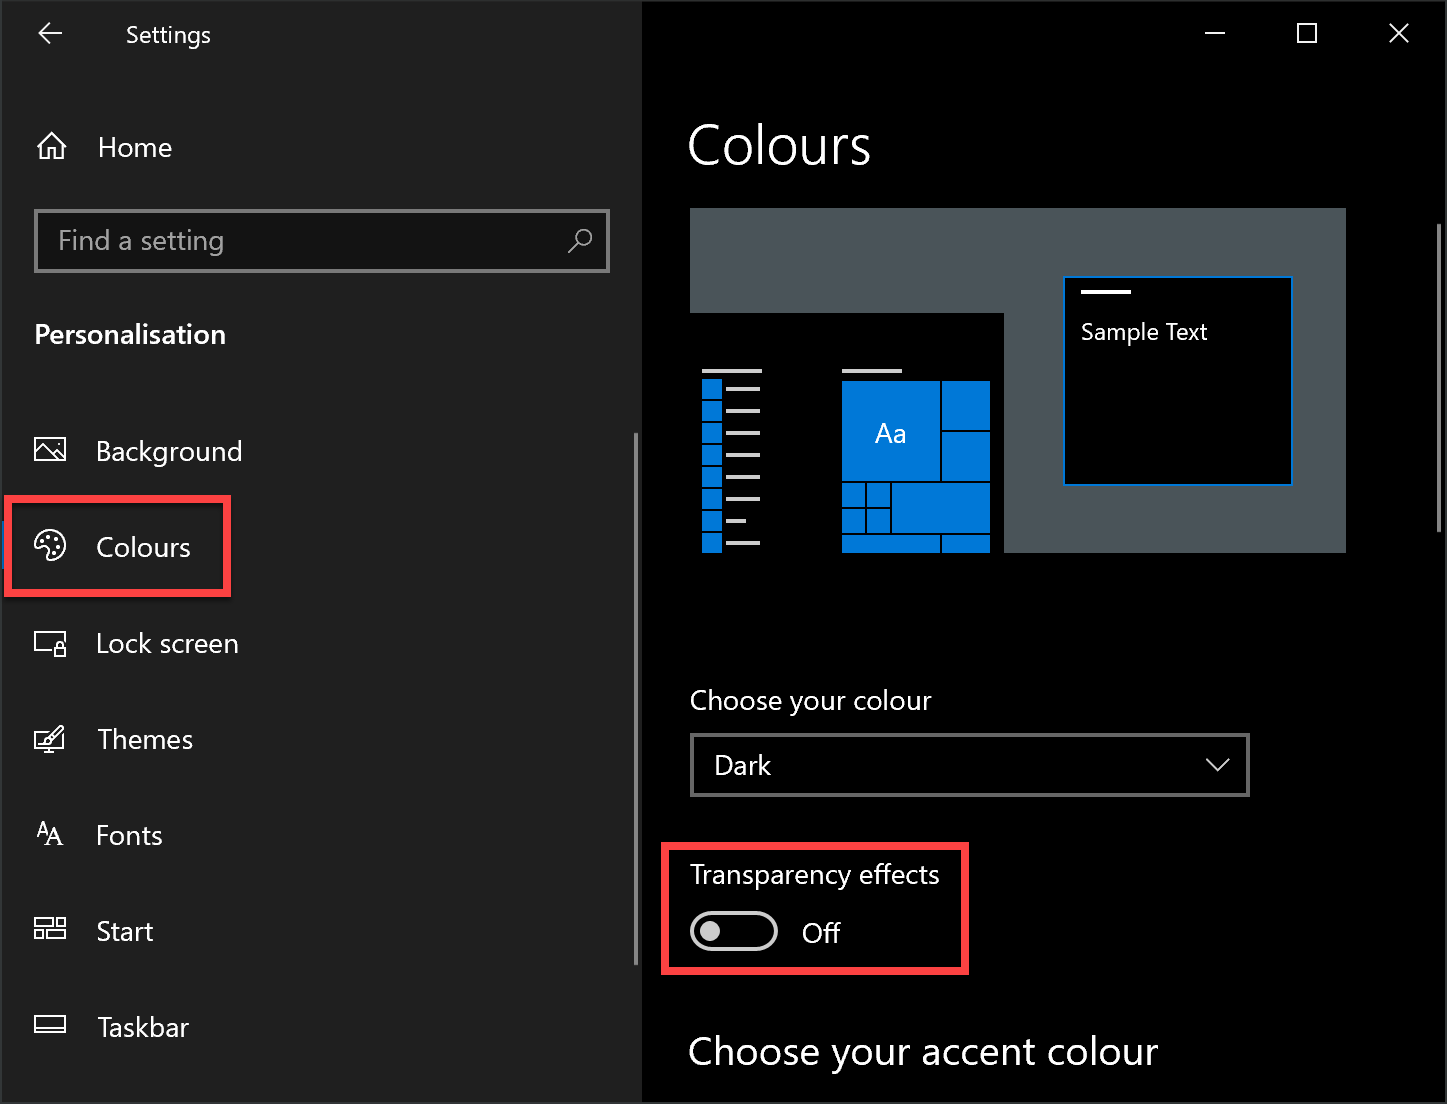 Settings
Home
Find a setting
Personalisation
Background
Colours
Lock screen
Themes
Fonts
Start
Taskbar
Colours
Sample Text
Aa
Choose your colour
Dark
Transparency effects
Off
Choose your accent colour